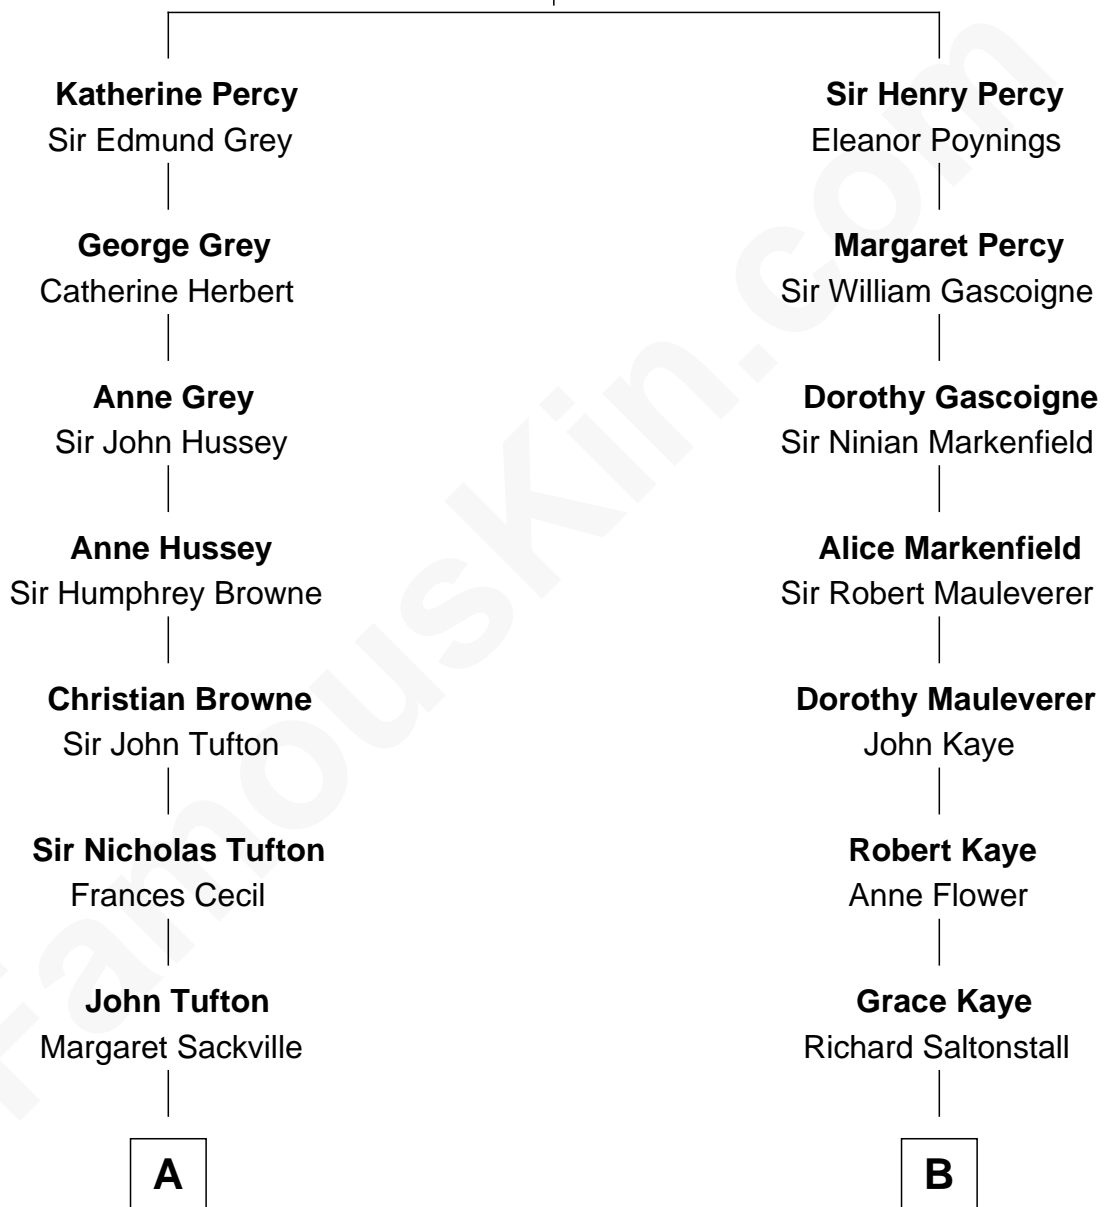 Katherine Percy
Sir Edmund Grey
George Grey
Catherine Herbert
Anne Grey
Sir John Hussey
Anne Hussey
Sir Humphrey Browne
Christian Browne
Sir John Tufton
Sir Nicholas Tufton
Frances Cecil
John Tufton
Margaret Sackville
A
Sir Henry Percy
Eleanor Poynings
Margaret Percy
Sir William Gascoigne
Dorothy Gascoigne
Sir Ninian Markenfield
Alice Markenfield
Sir Robert Mauleverer
Dorothy Mauleverer
John Kaye
Robert Kaye
Anne Flower
Grace Kaye
Richard Saltonstall
B
FamousKin.com